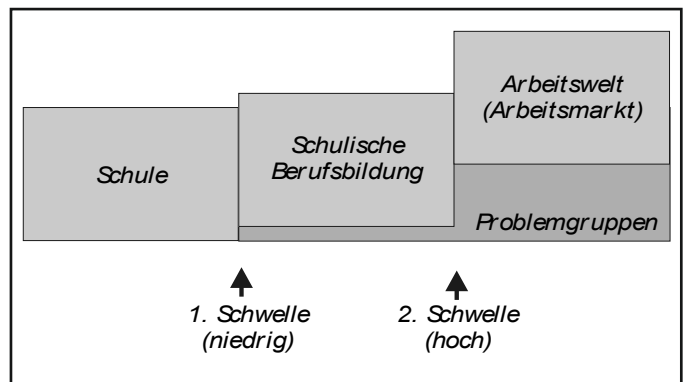 Schule
Schulische
Berufsbildung
Arbeitswelt
(Arbeitsmarkt)
Problemgruppen
1. Schwelle
(niedrig)
2. Schwelle
(hoch)